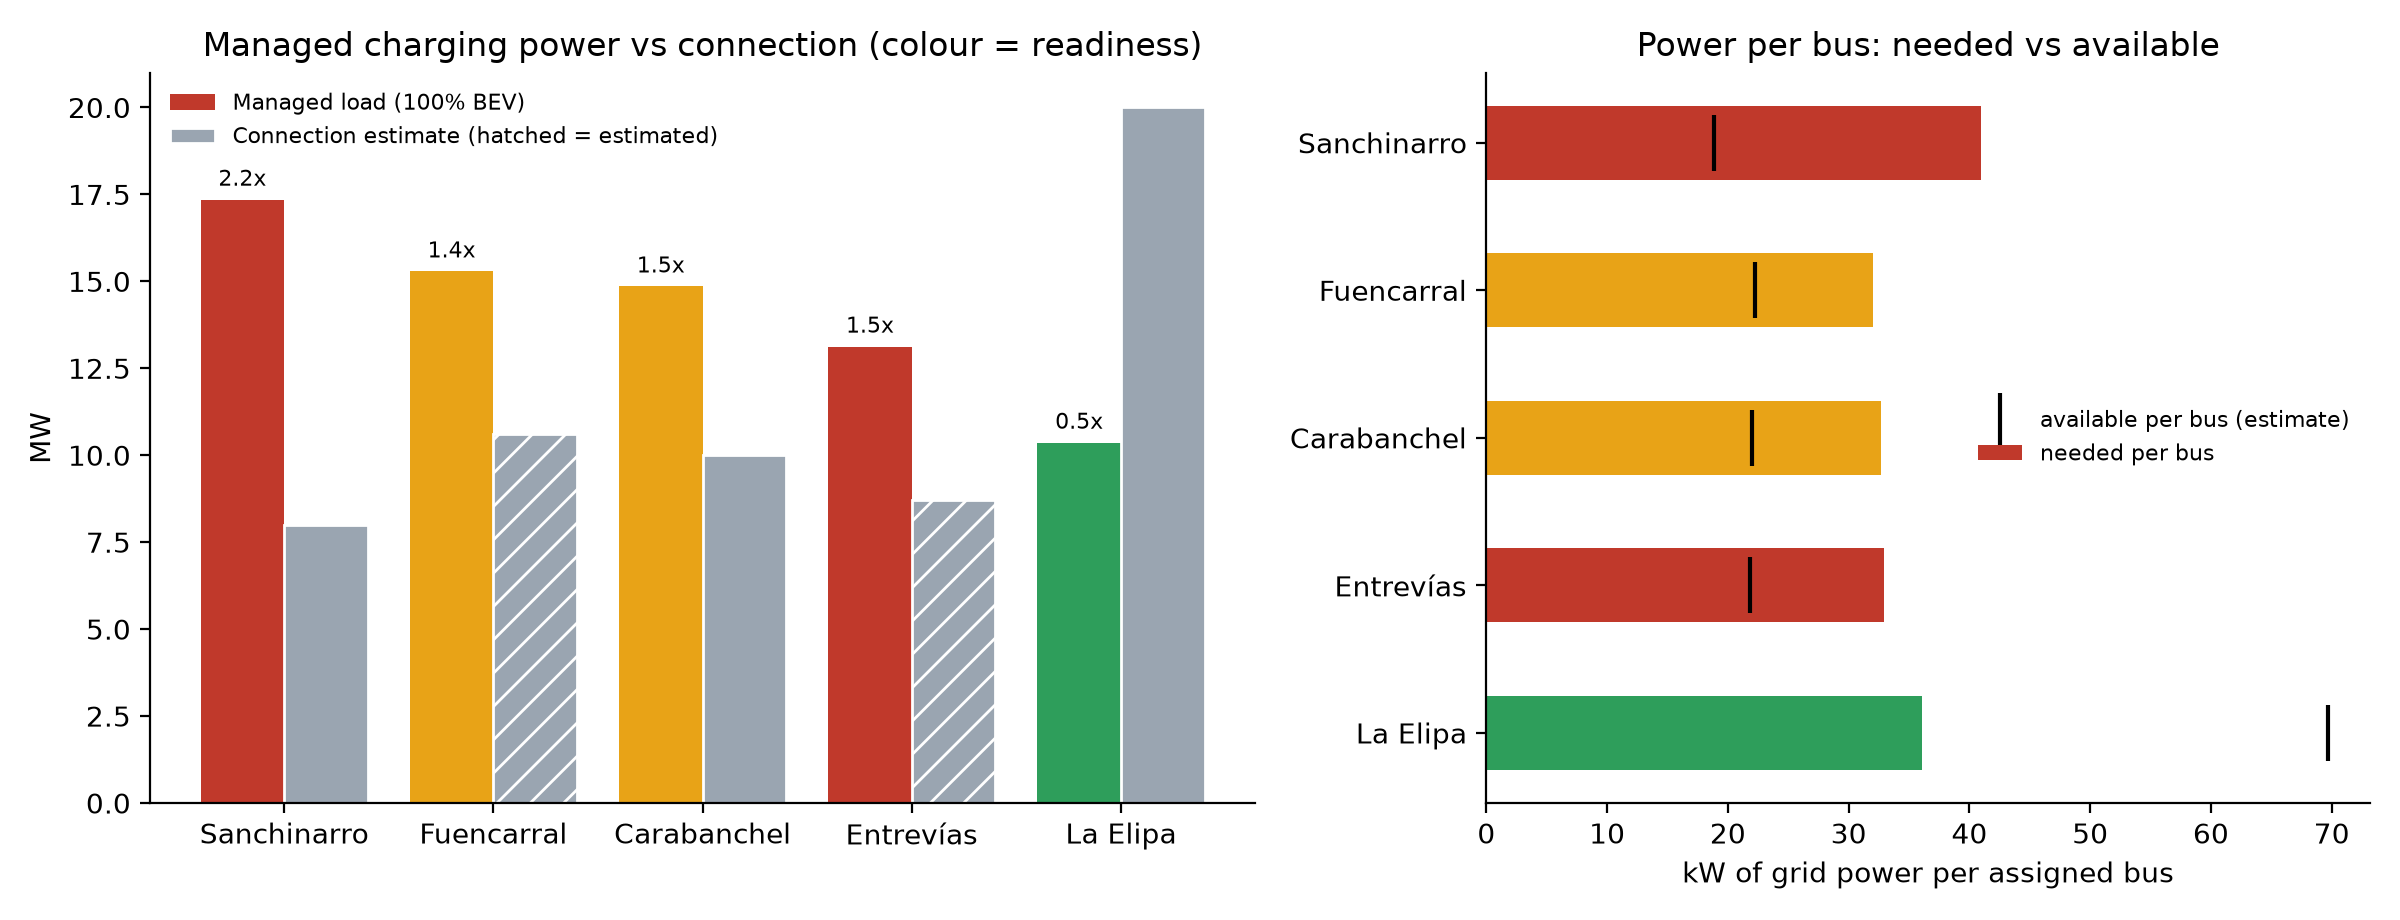 Managed charging power vs connection (colour = readiness)
Managed load (100% BEV)
Connection estimate (hatched = estimated)
MW
20.0
17.5
15.0
12.5
10.0
7.5
5.0
2.5
0.0
2.2x
1.4x
1.5x
1.5x
0.5x
Sanchinarro
Fuencarral
Carabanchel
Entrevías
La Elipa
Power per bus: needed vs available
Sanchinarro
Fuencarral
Carabanchel
Entrevías
La Elipa
available per bus (estimate)
needed per bus
0 10 20 30 40 50 60 70
kW of grid power per assigned bus